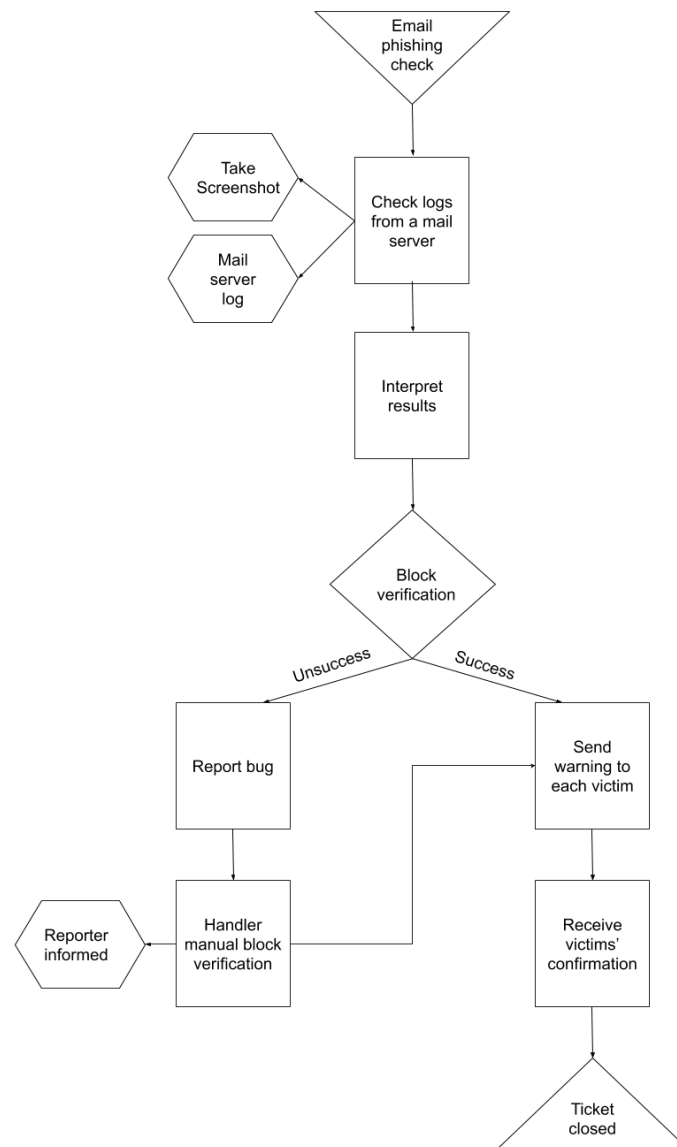 Email
phishing
check
Take
Screenshot
Check logs
from a mail
server
Mail
server
log
Interpret
results
Block
verification
Unsuccess
Success
Report bug
Send
warning to
each victim
Reporter
informed
Handler
manual block
verification
Receive
victims'
confirmation
Ticket
closed